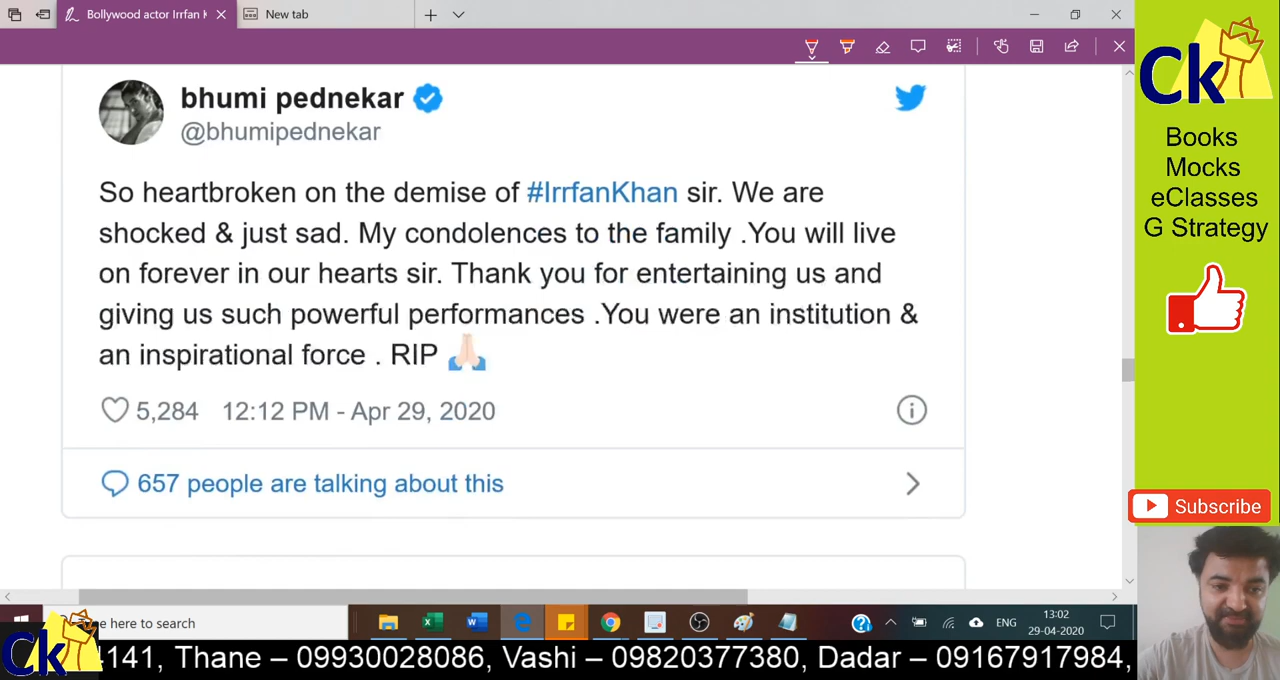 Bollywood actor Irrfan K
New tab
bhumi pednekar
@bhumipednekar
So heartbroken on the demise of #IrrfanKhan sir. We are
shocked & just sad. My condolences to the family .You will live
on forever in our hearts sir. Thank you for entertaining us and
giving us such powerful performances .You were an institution &
an inspirational force . RIP 🙏🏻
5,284 12:12 PM - Apr 29, 2020
657 people are talking about this
Ck
Books
Mocks
eClasses
G Strategy
Subscribe
here to search
ENG
13:02
29-04-2020
Ck
4141, Thane – 09930028086, Vashi – 09820377380, Dadar – 09167917984,